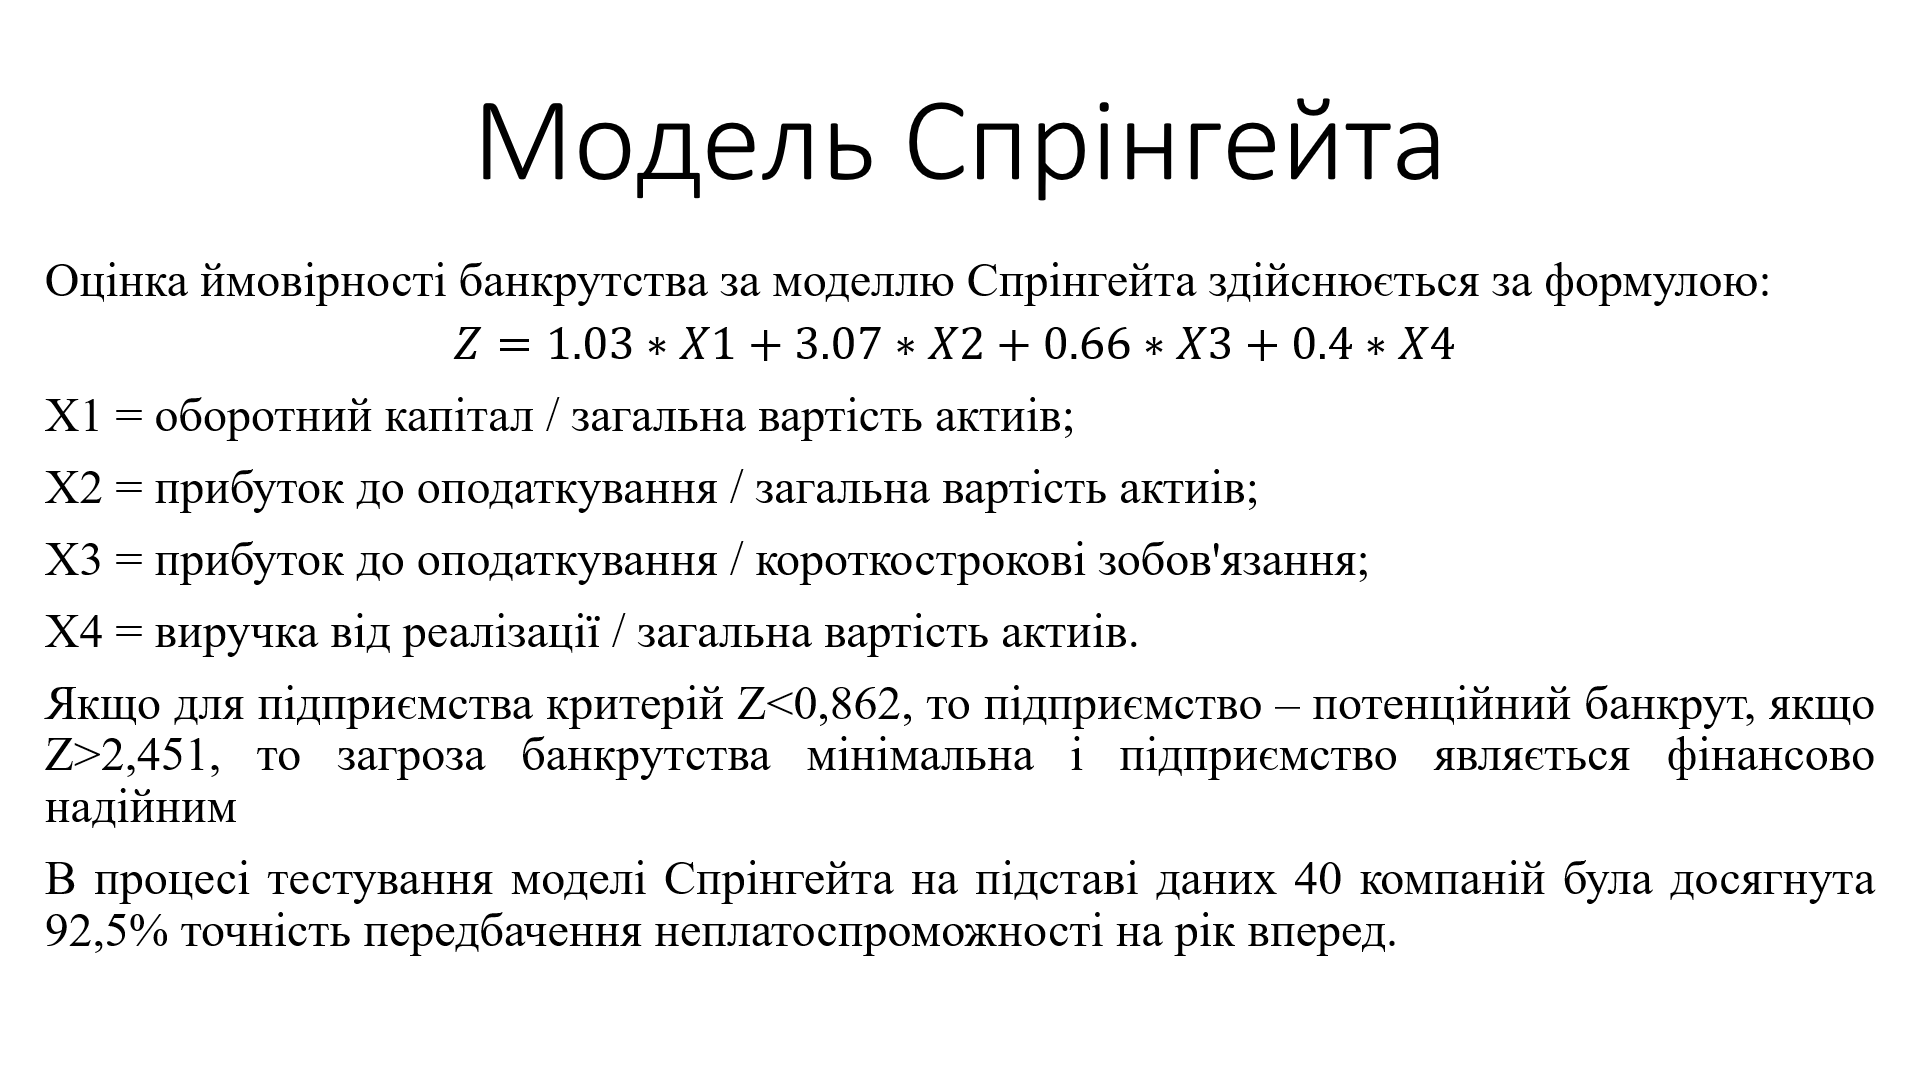 Модель Спрінгейта
Оцінка ймовірності банкрутства за моделлю Спрінгейта здійснюється за формулою:
Z = 1.03 ∗ X1 + 3.07 ∗ X2 + 0.66 ∗ X3 + 0.4 ∗ X4
X1 = оборотний капітал / загальна вартість актиів;
X2 = прибуток до оподаткування / загальна вартість актиів;
X3 = прибуток до оподаткування / короткострокові зобов'язання;
X4 = виручка від реалізації / загальна вартість актиів.
Якщо для підприємства критерій Z<0,862, то підприємство – потенційний банкрут, якщо
Z>2,451, то загроза банкрутства мінімальна і підприємство являється фінансово
надійним
В процесі тестування моделі Спрінгейта на підставі даних 40 компаній була досягнута
92,5% точність передбачення неплатоспроможності на рік вперед.